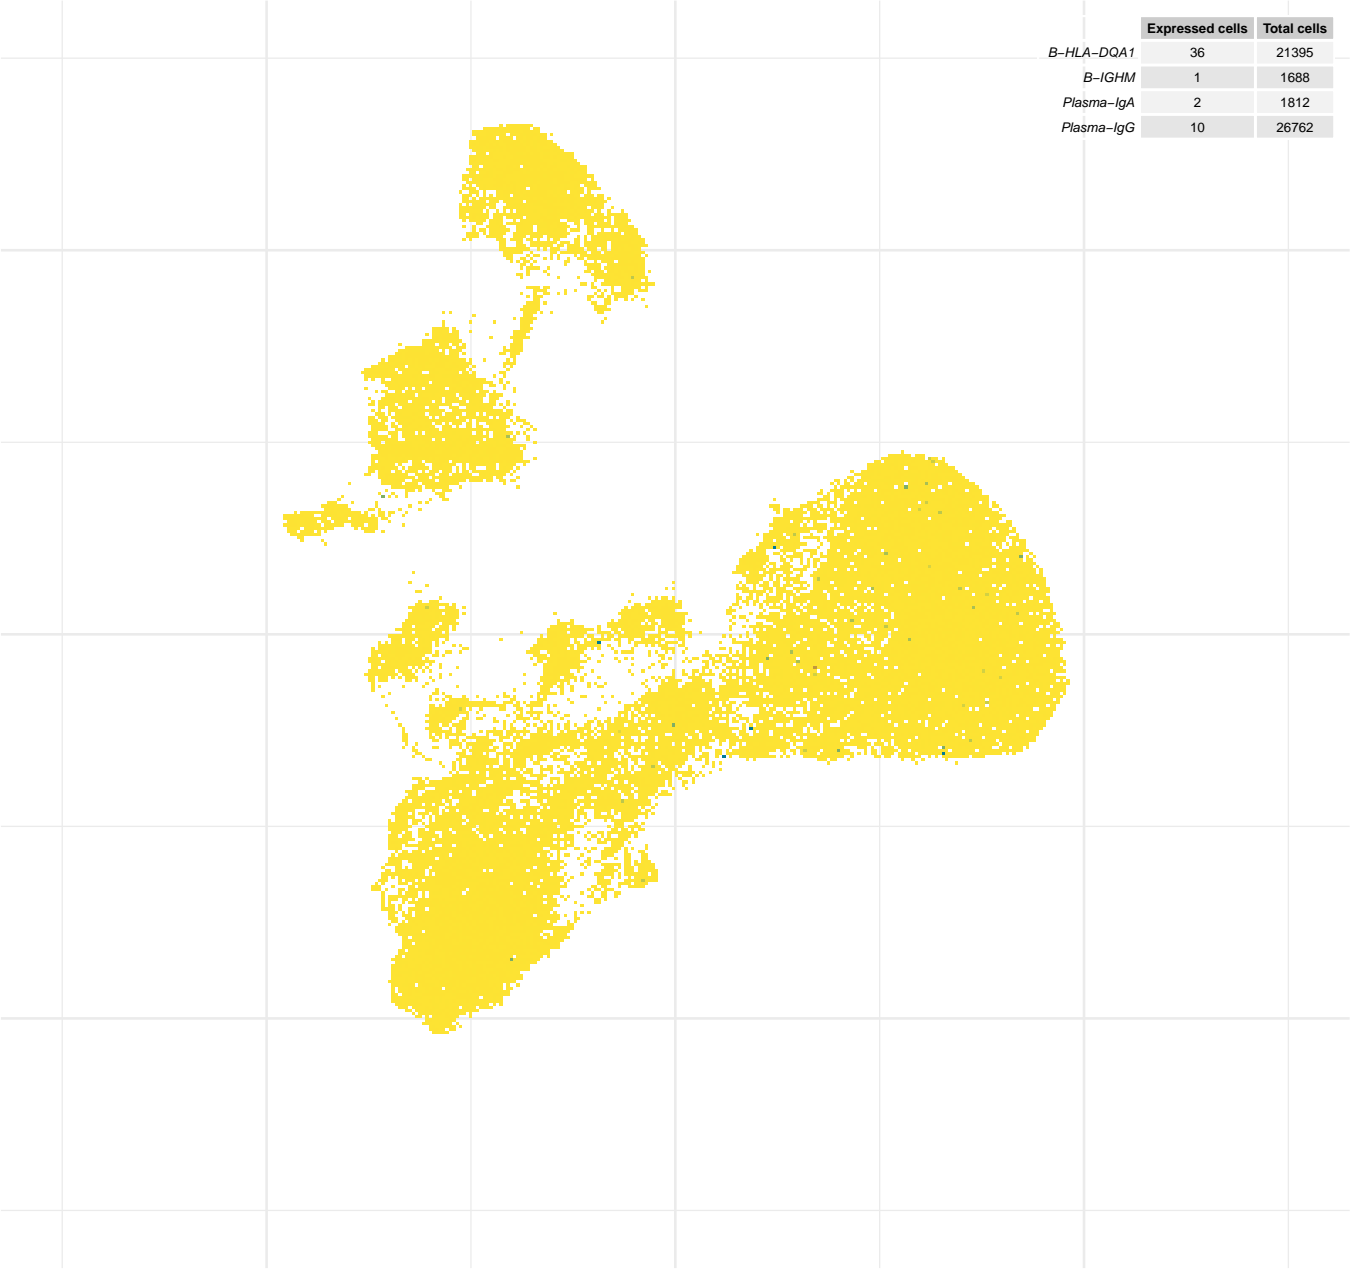 Expressed cells Total cells
B−HLA−DQA1 36 21395
B−IGHM 1 1688
Plasma−IgA 2 1812
Plasma−IgG 10 26762